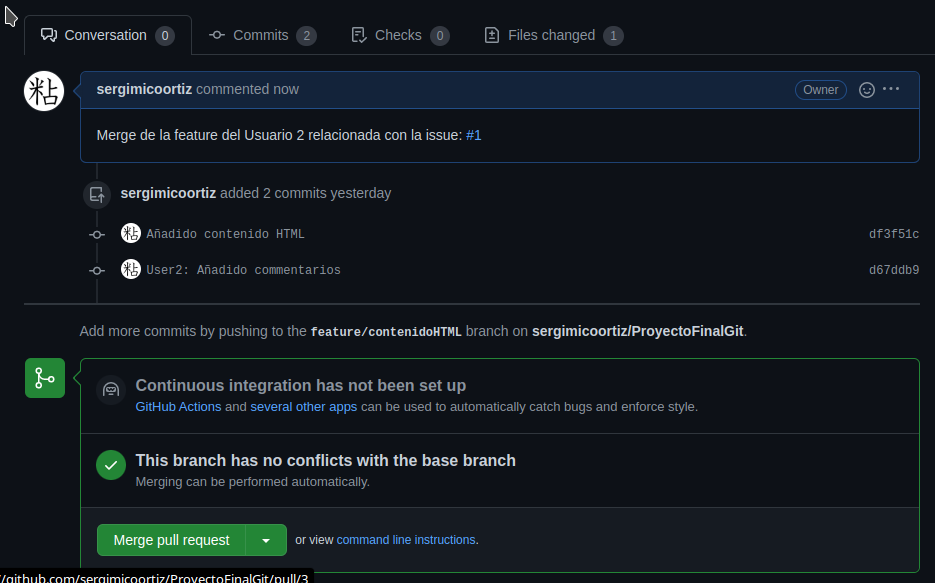 Conversation 0 Commits 2 Checks 0 Files changed 1
粘
sergimicoortiz commented now Owner
Merge de la feature del Usuario 2 relacionada con la issue: #1
sergimicoortiz added 2 commits yesterday
粘 Añadido contenido HTML df3f51c
粘 User2: Añadido commentarios d67ddb9
Add more commits by pushing to the feature/contenidoHTML branch on sergimicoortiz/ProyectoFinalGit.
Continuous integration has not been set up
GitHub Actions and several other apps can be used to automatically catch bugs and enforce style.
This branch has no conflicts with the base branch
Merging can be performed automatically.
Merge pull request or view command line instructions.
/github.com/sergimicoortiz/ProyectoFinalGit/pull/3